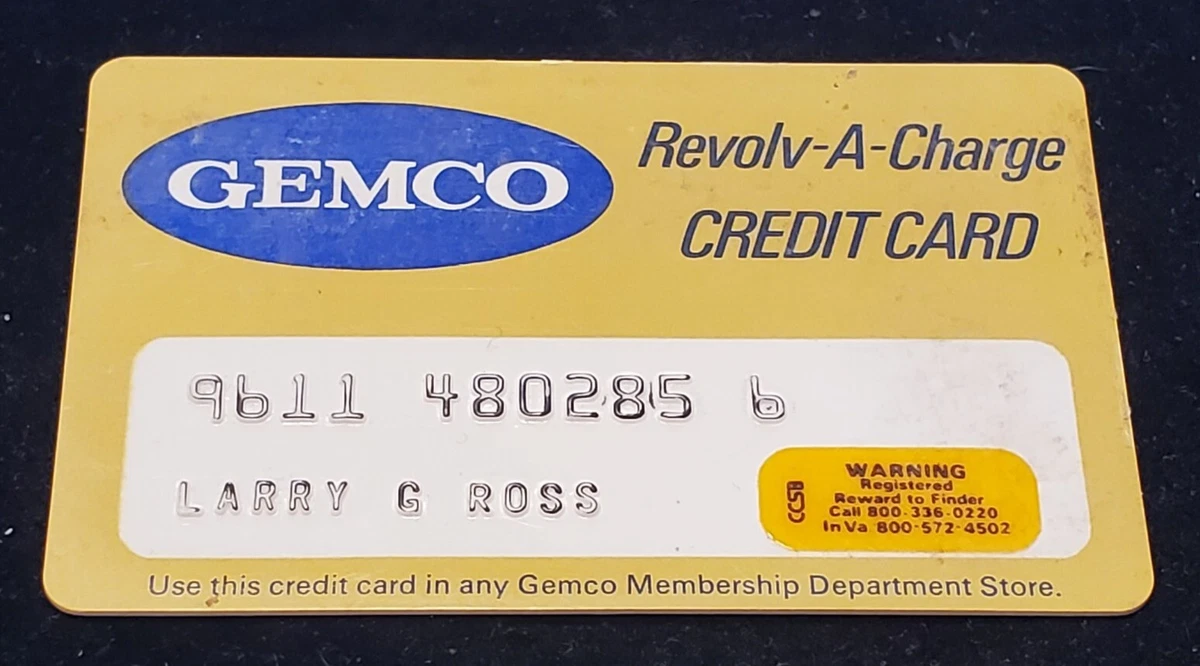 GEMCO
Revolv-A-Charge
CREDIT CARD
9611 480285 6
LARRY G ROSS
CCSB
WARNING
Registered
Reward to Finder
Call 800-336-0220
In Va 800-572-4502
Use this credit card in any Gemco Membership Department Store.